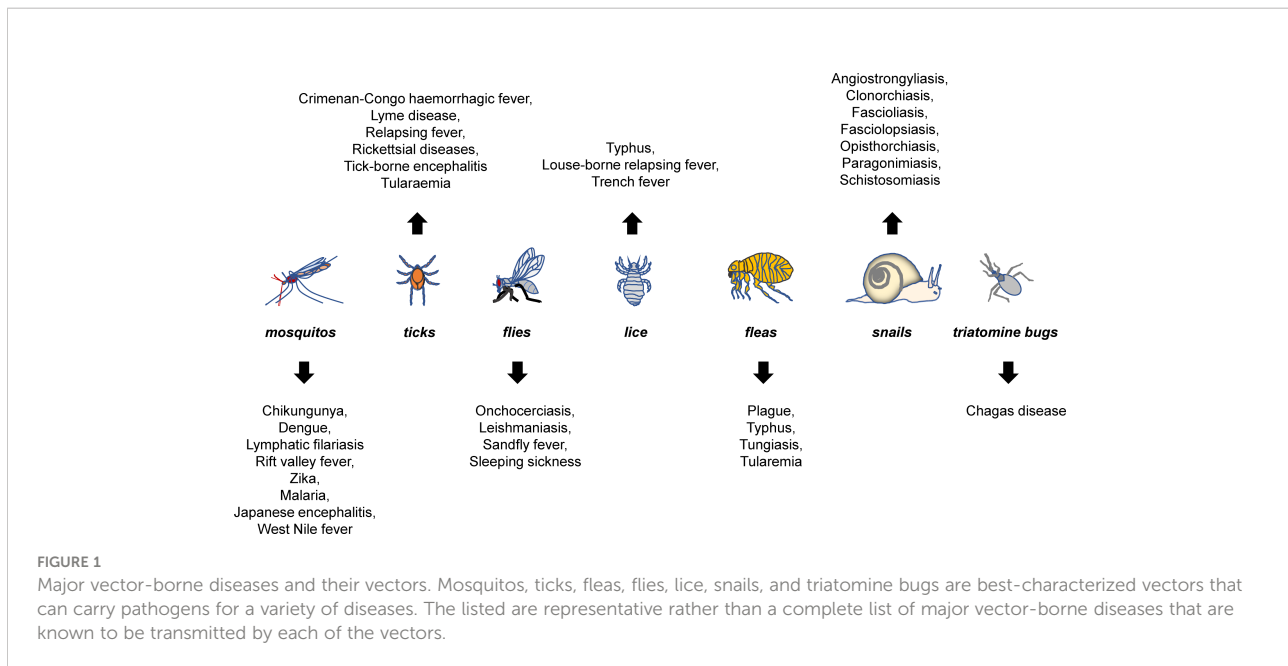 Crimenan-Congo haemorrhagic fever,
Lyme disease,
Relapsing fever,
Rickettsial diseases,
Tick-borne encephalitis
Tularaemia
Typhus,
Louse-borne relapsing fever,
Trench fever
Angiostrongyliasis,
Clonorchiasis,
Fascioliasis,
Fasciolopsiasis,
Opisthorchiasis,
Paragonimiasis,
Schistosomiasis
mosquitos
ticks
flies
lice
fleas
snails
triatomine bugs
Chikungunya,
Dengue,
Lymphatic filariasis
Rift valley fever,
Zika,
Malaria,
Japanese encephalitis,
West Nile fever
Onchocerciasis,
Leishmaniasis,
Sandfly fever,
Sleeping sickness
Plague,
Typhus,
Tungiasis,
Tularemia
Chagas disease
FIGURE 1
Major vector-borne diseases and their vectors. Mosquitos, ticks, fleas, flies, lice, snails, and triatomine bugs are best-characterized vectors that
can carry pathogens for a variety of diseases. The listed are representative rather than a complete list of major vector-borne diseases that are
known to be transmitted by each of the vectors.